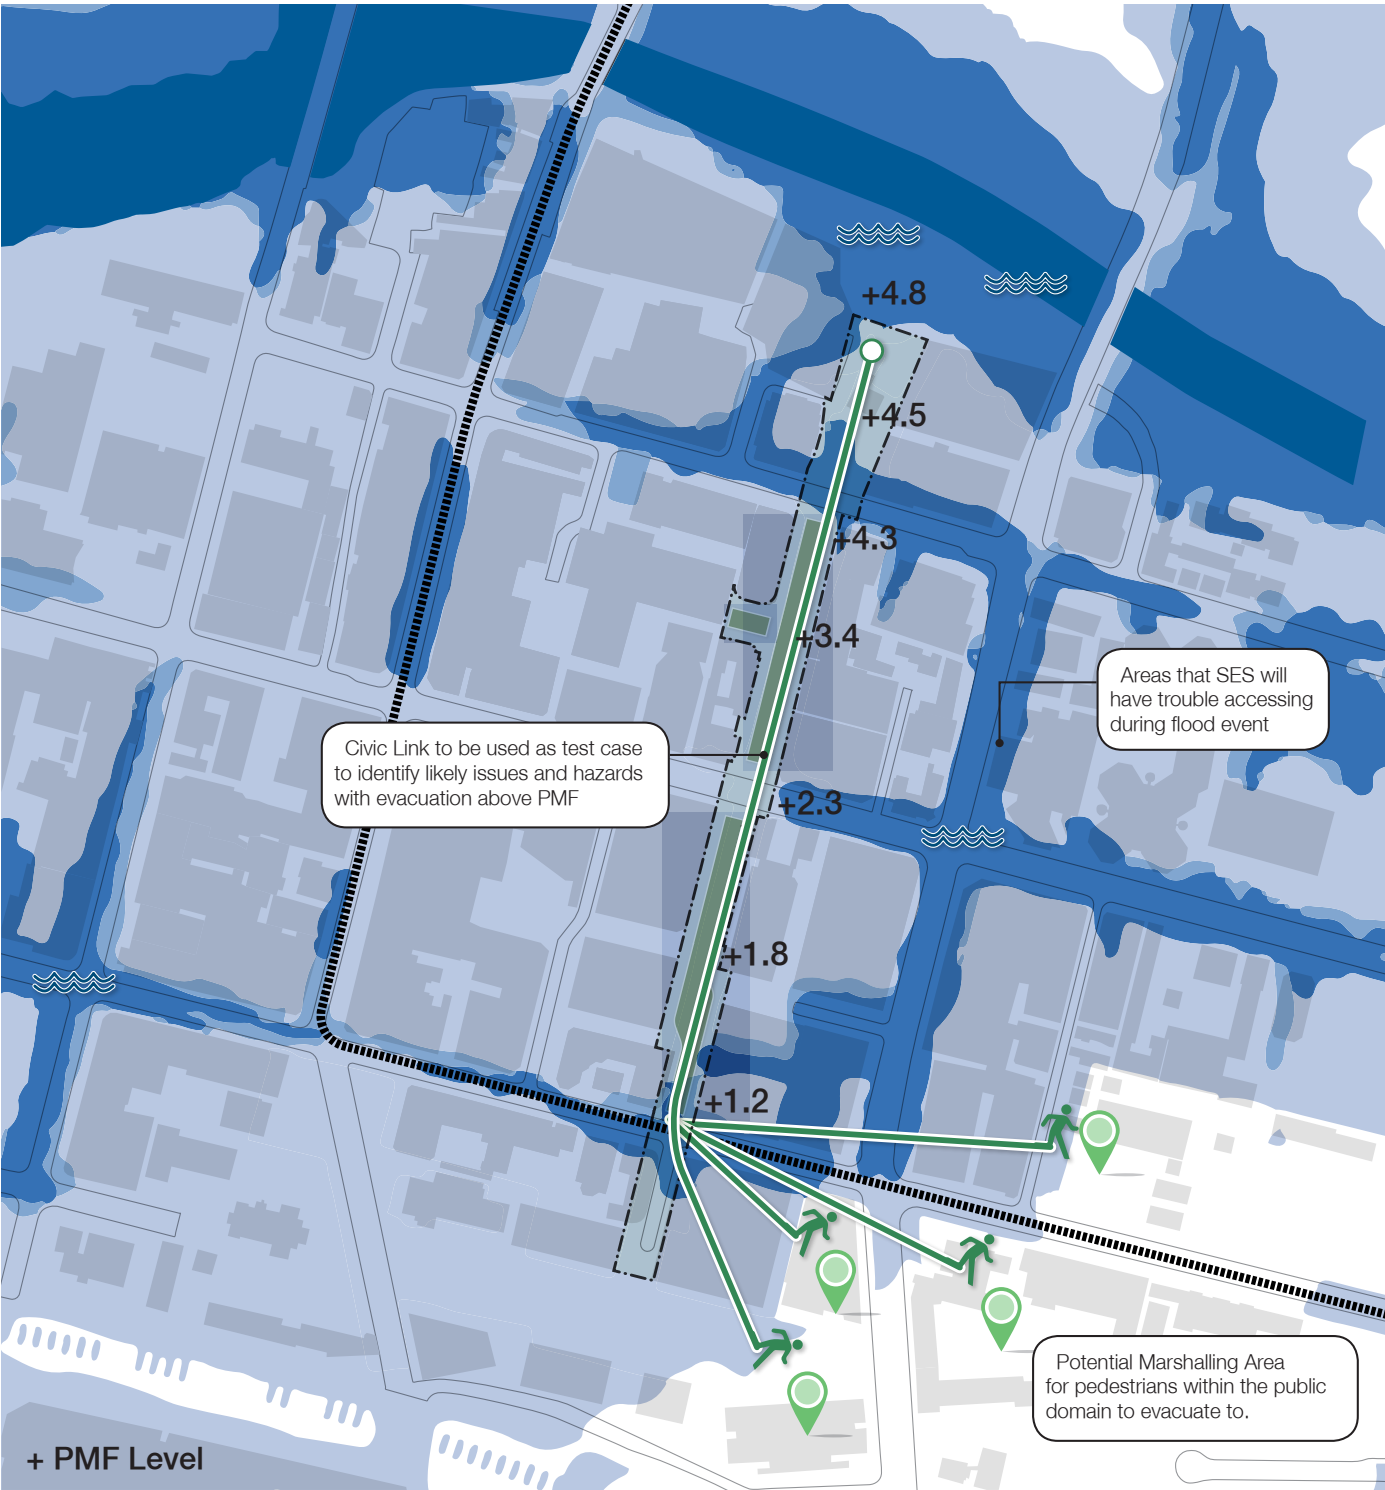 +4.8
+4.5
+4.3
+3.4
Areas that SES will
have trouble accessing
during flood event
Civic Link to be used as test case
to identify likely issues and hazards
with evacuation above PMF
+2.3
+1.8
+1.2
Potential Marshalling Area
for pedestrians within the public
domain to evacuate to.
+ PMF Level